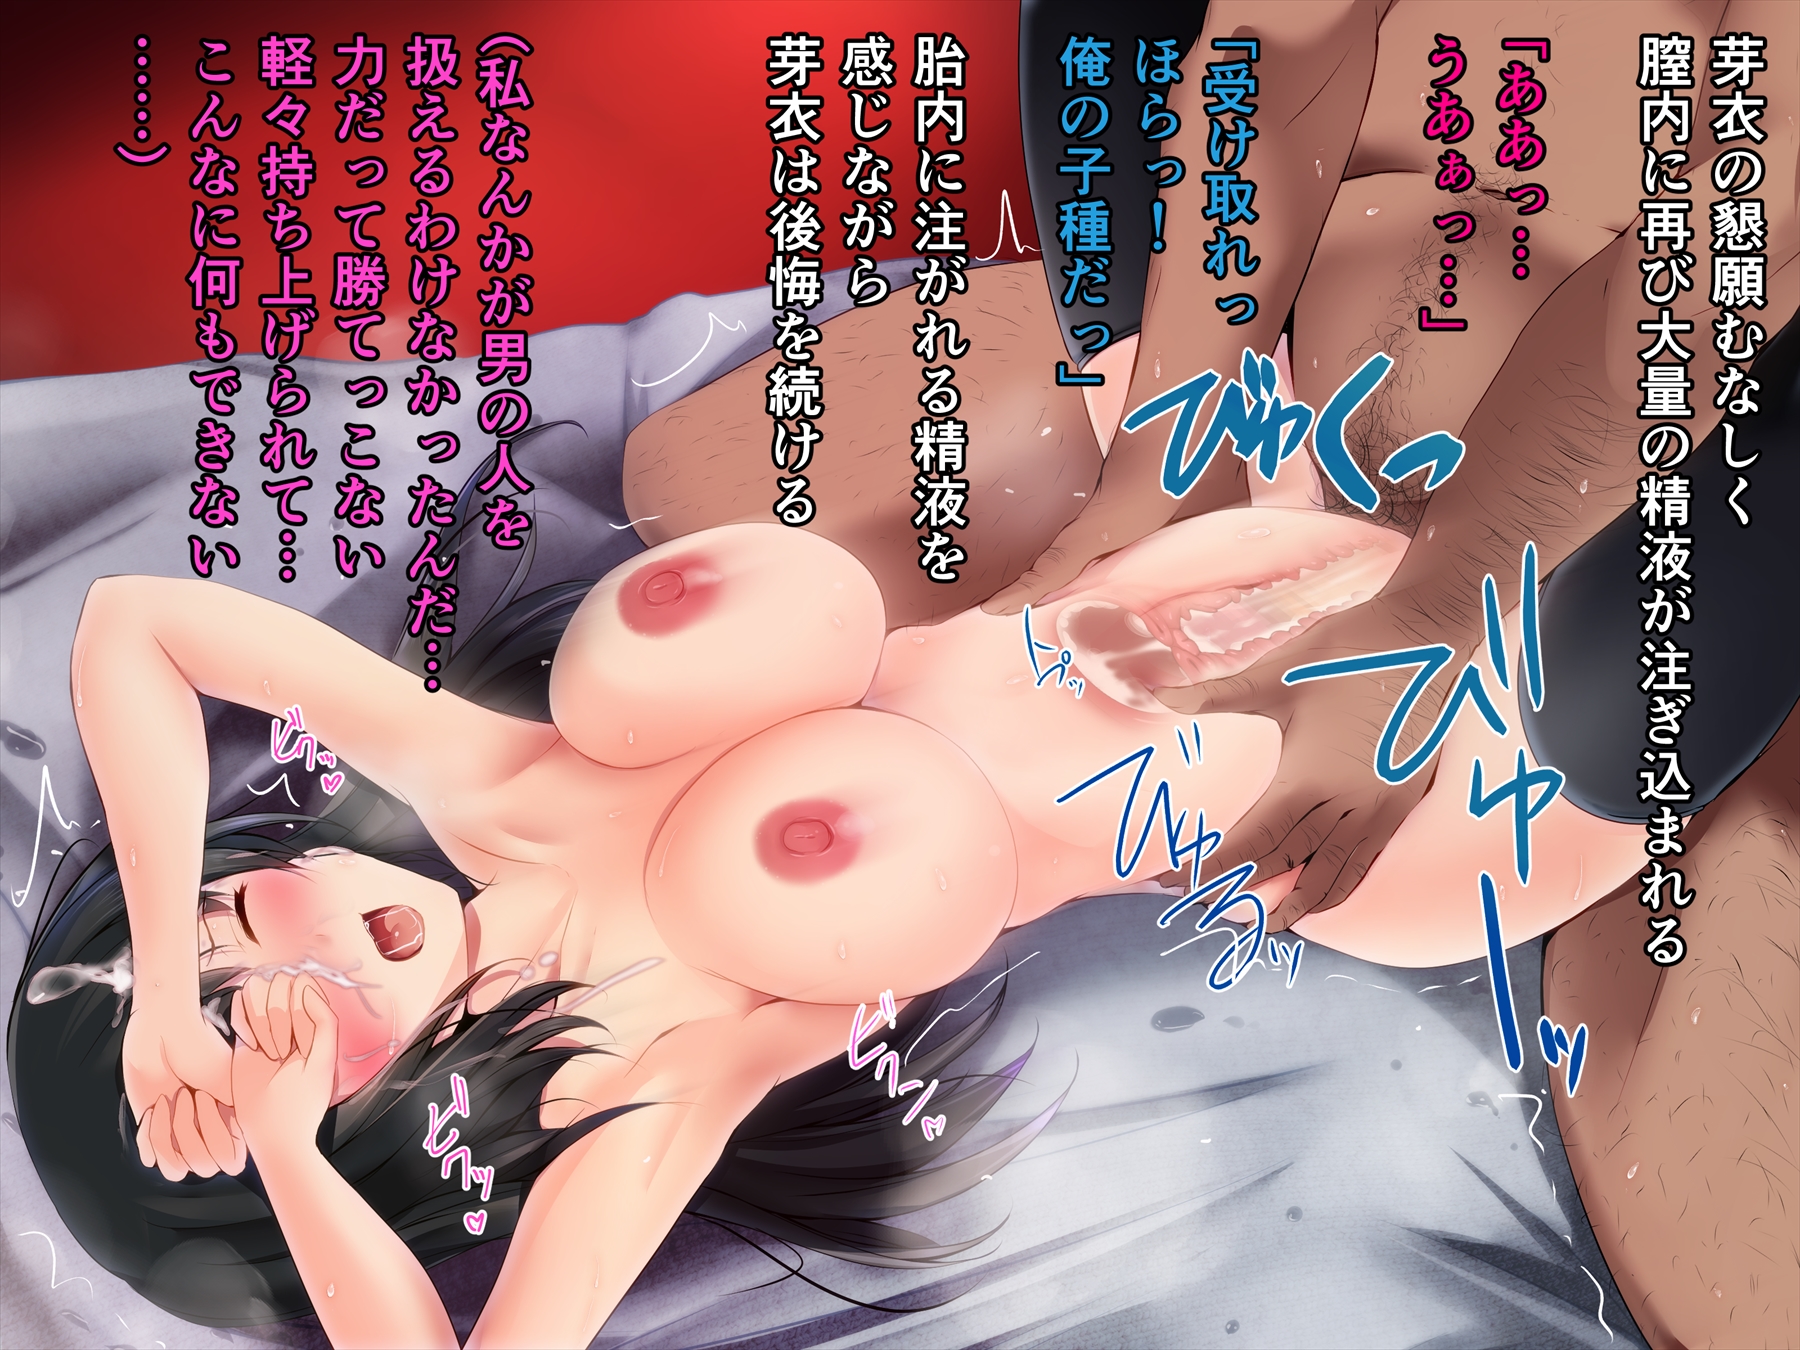 芽衣の懇願むなしく
膣内に再び大量の精液が注ぎ込まれる
「ああっ…
うあぁっ…」
「受け取れっ
ほらっ！
俺の子種だっ」
胎内に注がれる精液を
感じながら
芽衣は後悔を続ける
（私なんかが男の人を
扱えるわけなかったんだ…
力だって勝てっこない
軽々持ち上げられて…
こんなに何もできない
……）
びゅくっ
びゅーッ
びゅるるッ
トプッ
ビクッ♡
ビクンッ♡
ビクッ♡